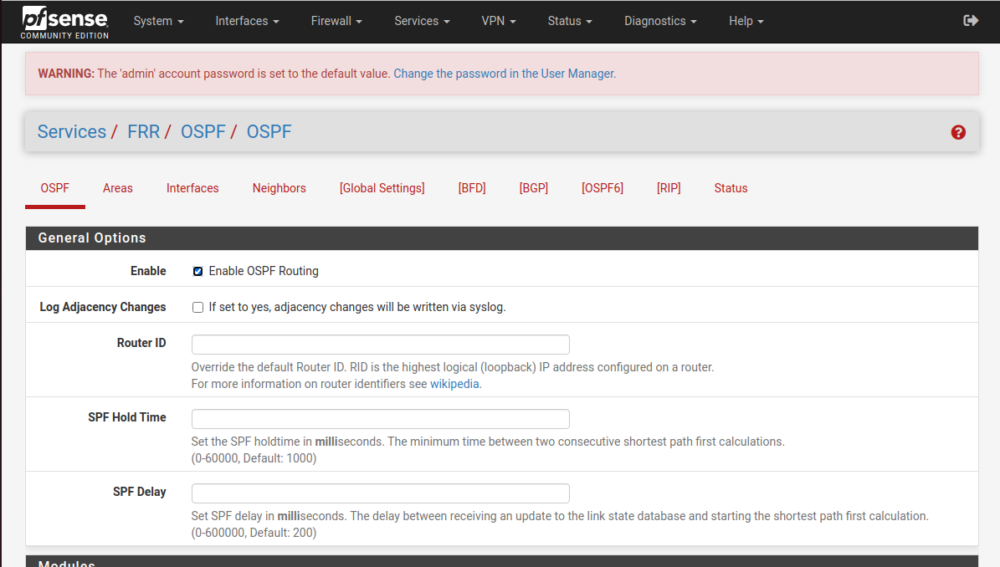 pfsense
COMMUNITY EDITION
System Interfaces Firewall Services VPN Status Diagnostics Help
WARNING: The 'admin' account password is set to the default value. Change the password in the User Manager.
Services / FRR / OSPF / OSPF
OSPF Areas Interfaces Neighbors [Global Settings] [BFD] [BGP] [OSPF6] [RIP] Status
General Options
Enable Enable OSPF Routing
Log Adjacency Changes If set to yes, adjacency changes will be written via syslog.
Router ID
Override the default Router ID. RID is the highest logical (loopback) IP address configured on a router.
For more information on router identifiers see wikipedia.
SPF Hold Time
Set the SPF holdtime in milliseconds. The minimum time between two consecutive shortest path first calculations.
(0-60000, Default: 1000)
SPF Delay
Set SPF delay in milliseconds. The delay between receiving an update to the link state database and starting the shortest path first calculation.
(0-600000, Default: 200)
Modules